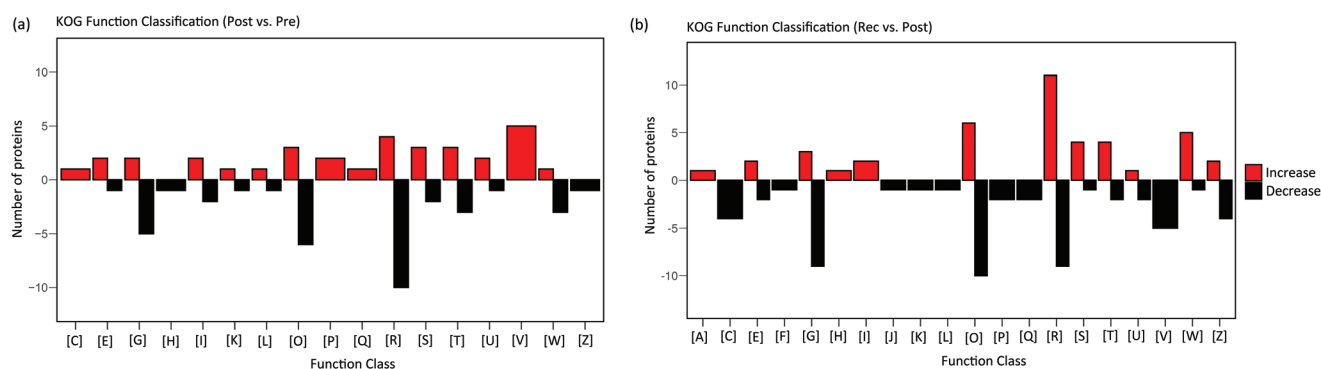 (a)
KOG Function Classification (Post vs. Pre)
Number of proteins
10
5
0
−5
−10
[C] [E] [G] [H] [I] [K] [L] [O] [P] [Q] [R] [S] [T] [U] [V] [W] [Z]
Function Class
(b)
KOG Function Classification (Rec vs. Post)
Number of proteins
10
5
0
-5
-10
[A] [C] [E] [F] [G] [H] [I] [J] [K] [L] [O] [P] [Q] [R] [S] [T] [U] [V] [W] [Z]
Function Class
Increase
Decrease